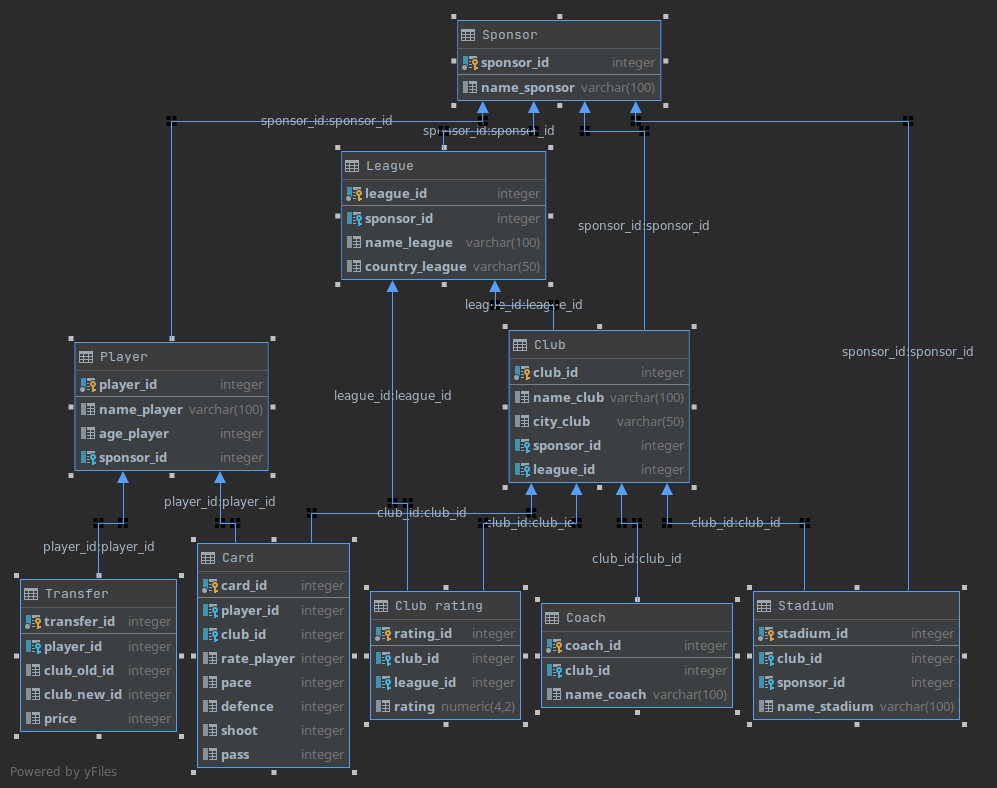 Sponsor
sponsor_id integer
name_sponsor varchar(100)
sponsor_id:sponsor_id
sponsor_id:sponsor_id
League
league_id integer
sponsor_id integer
name_league varchar(100)
country_league varchar(50)
sponsor_id:sponsor_id
league_id:league_id
Club
club_id integer
name_club varchar(100)
city_club varchar(50)
sponsor_id integer
league_id integer
sponsor_id:sponsor_id
Player
player_id integer
name_player varchar(100)
age_player integer
sponsor_id integer
league_id:league_id
player_id:player_id
club_id:club_id
club_id:club_id
club_id:club_id
player_id:player_id
club_id:club_id
Transfer
transfer_id integer
player_id integer
club_old_id integer
club_new_id integer
price integer
Card
card_id integer
player_id integer
club_id integer
rate_player integer
pace integer
defence integer
shoot integer
pass integer
Club rating
rating_id integer
club_id integer
league_id integer
rating numeric(4,2)
Coach
coach_id integer
club_id integer
name_coach varchar(100)
Stadium
stadium_id integer
club_id integer
sponsor_id integer
name_stadium varchar(100)
Powered by yFiles